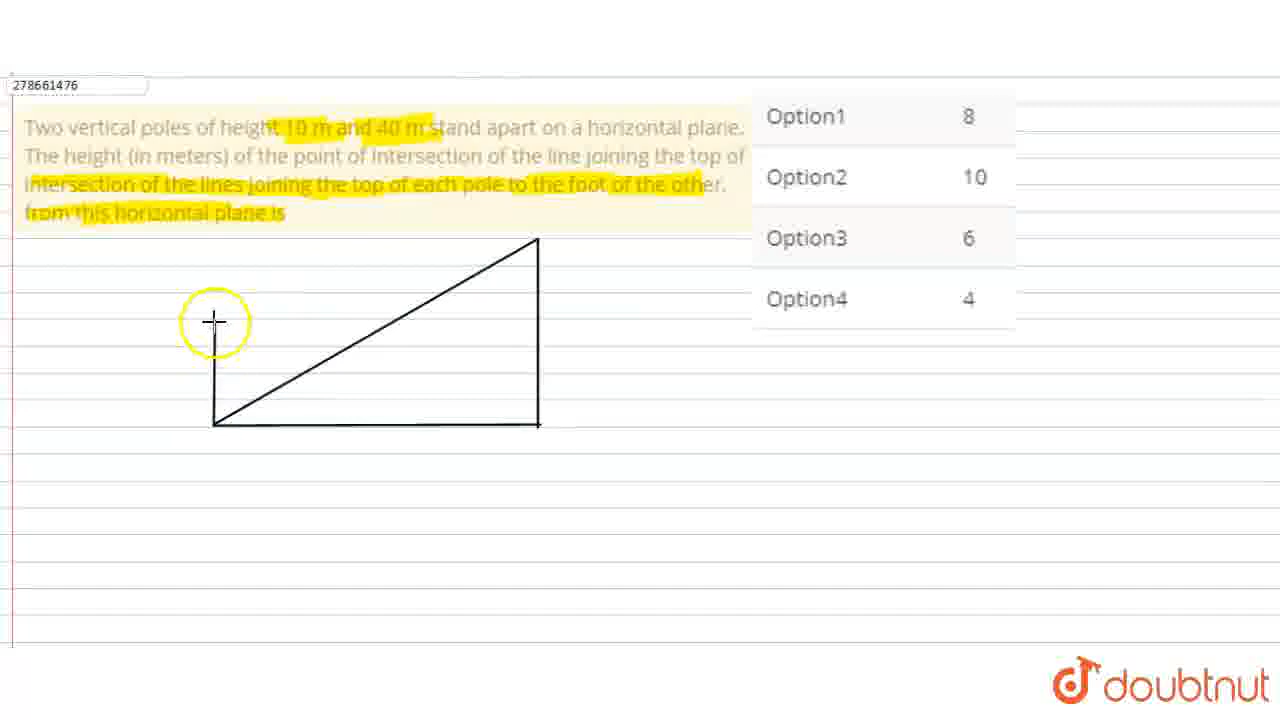 278661476
Two vertical poles of height 10 m and 40 m stand apart on a horizontal plane.
The height (in meters) of the point of intersection of the line joining the top of
intersection of the lines joining the top of each pole to the foot of the other.
from this horizontal plane is
Option1 8
Option2 10
Option3 6
Option4 4
doubtnut